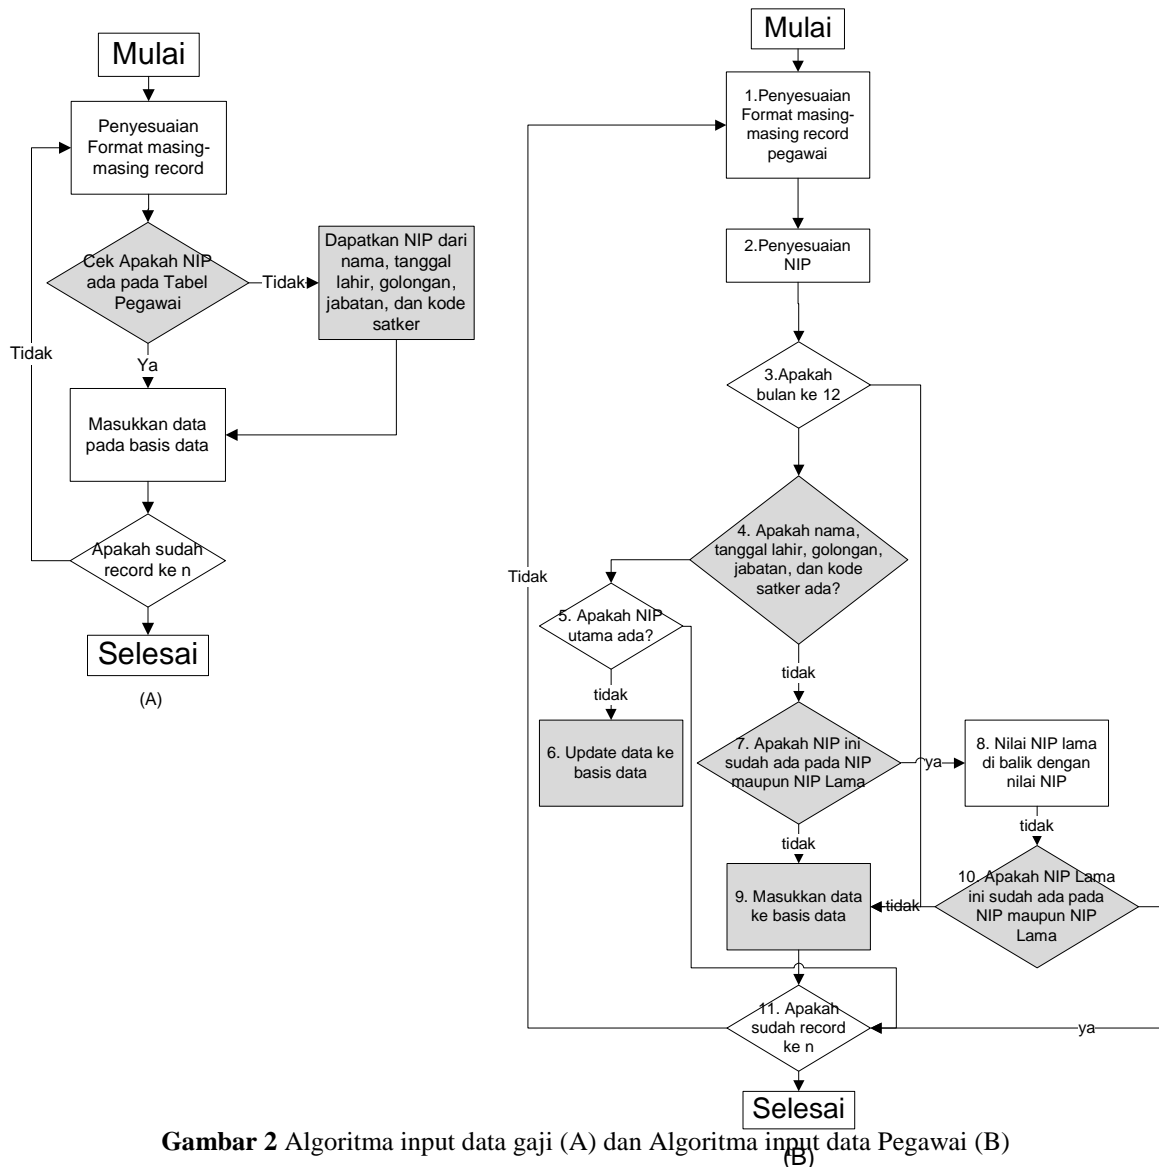 Mulai
Penyesuaian
Format masing-
masing record
Cek Apakah NIP
ada pada Tabel
Pegawai
Tidak
Dapatkan NIP dari
nama, tanggal
lahir, golongan,
jabatan, dan kode
satker
Tidak
Ya
Masukkan data
pada basis data
Apakah sudah
record ke n
Selesai
(A)
Mulai
1.Penyesuaian
Format masing-
masing record
pegawai
2.Penyesuaian
NIP
3.Apakah
bulan ke 12
4. Apakah nama,
tanggal lahir, golongan,
jabatan, dan kode
satker ada?
Tidak
5. Apakah NIP
utama ada?
tidak
6. Update data ke
basis data
tidak
7. Apakah NIP ini
sudah ada pada NIP
maupun NIP Lama
ya
8. Nilai NIP lama
di balik dengan
nilai NIP
tidak
tidak
9. Masukkan data
ke basis data
tidak
10. Apakah NIP Lama
ini sudah ada pada
NIP maupun NIP
Lama
11. Apakah
sudah record
ke n
ya
Selesai
(B)
Gambar 2 Algoritma input data gaji (A) dan Algoritma input data Pegawai (B)